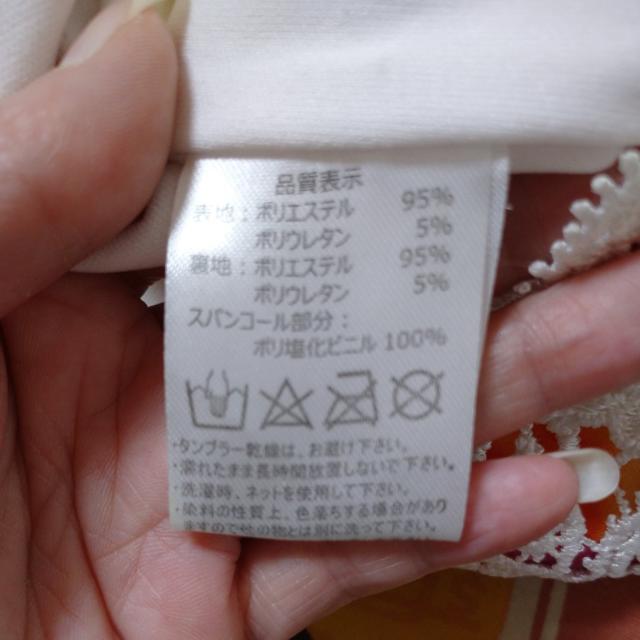 品質表示
表地：ポリエステル 95%
ポリウレタン 5%
裏地：ポリエステル 95%
ポリウレタン 5%
スパンコール部分：
ポリ塩化ビニル 100%
・タンブラー乾燥は、お避け下さい。
・濡れたまま長時間放置しないで下さい。
洗濯時、ネットを使用して下さい。
・染料の性質上、色落ちする場合があり
ますので他の物とは別に洗って下さい。